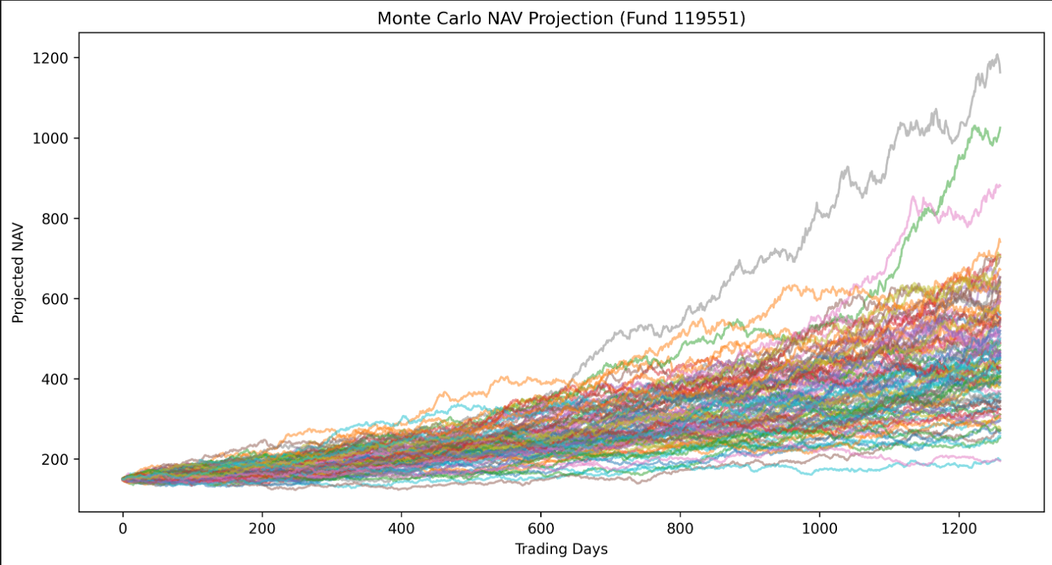 Monte Carlo NAV Projection (Fund 119551)
1200
1000
800
600
400
200
Projected NAV
0 200 400 600 800 1000 1200
Trading Days